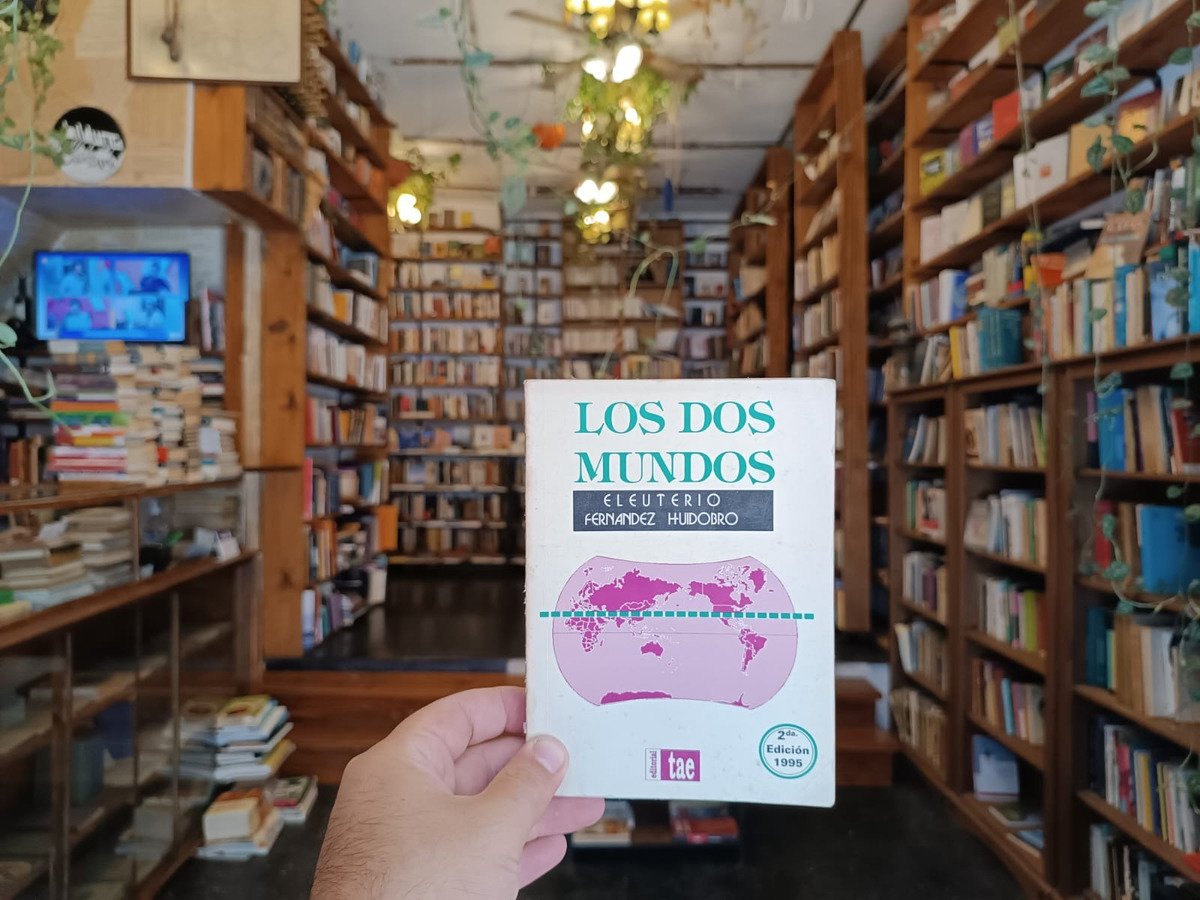 LOS DOS
MUNDOS
ELEUTERIO
FERNANDEZ HUIDOBRO
editorial
tae
2da.
Edición
1995